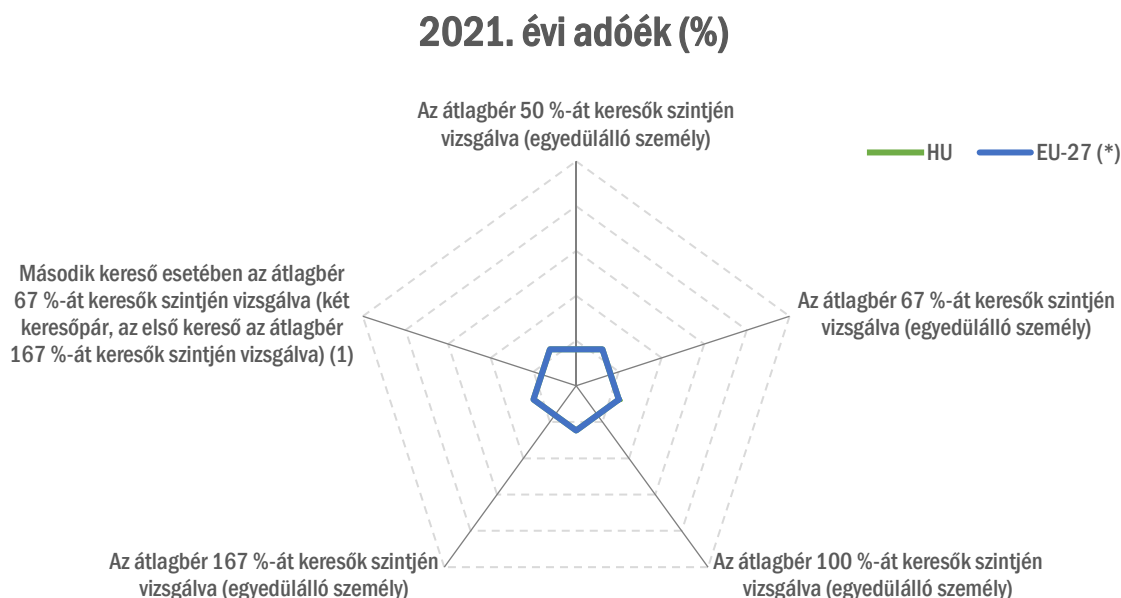 2021. évi adóék (%)
Az átlagbér 50 %-át keresők szintjén
vizsgálva (egyedülálló személy)
HU
EU-27 (*)
Második kereső esetében az átlagbér
67 %-át keresők szintjén vizsgálva (két
keresőpár, az első kereső az átlagbér
167 %-át keresők szintjén vizsgálva) (1)
Az átlagbér 67 %-át keresők szintjén
vizsgálva (egyedülálló személy)
Az átlagbér 167 %-át keresők szintjén
vizsgálva (egyedülálló személy)
Az átlagbér 100 %-át keresők szintjén
vizsgálva (egyedülálló személy)